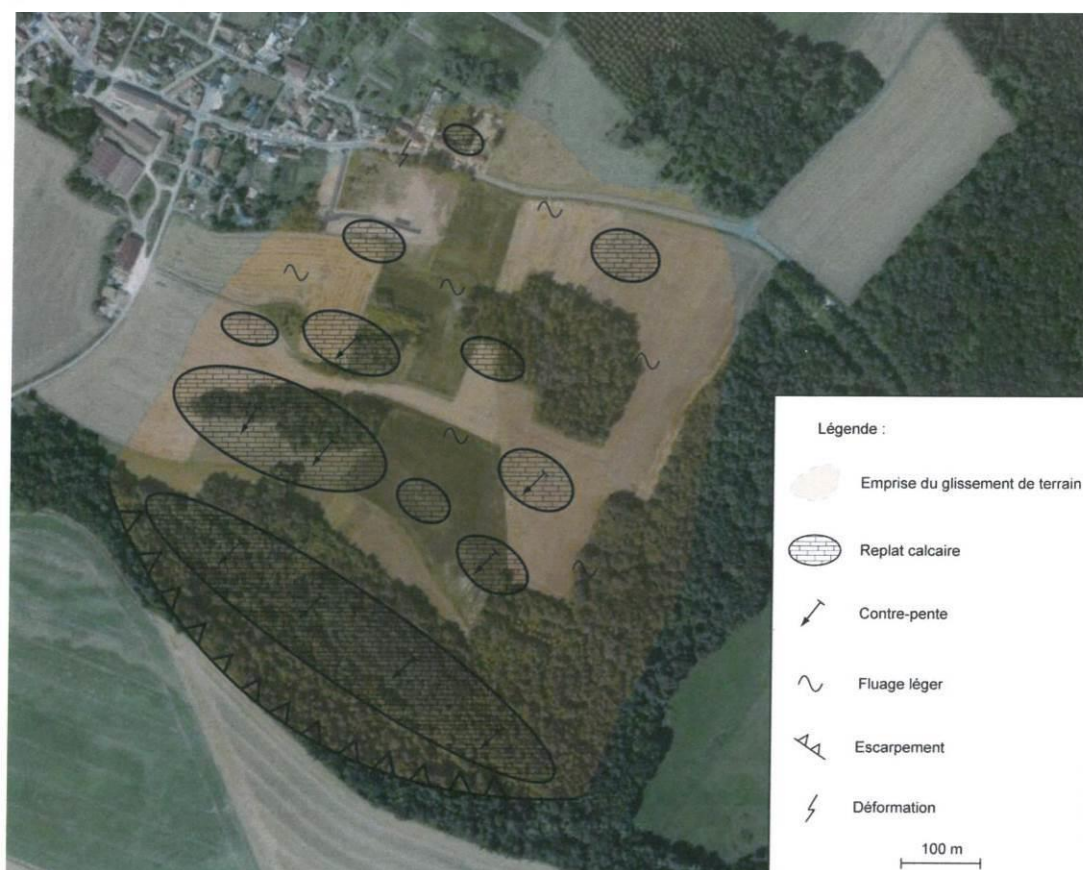 Légende :
Emprise du glissement de terrain
Replat calcaire
Contre-pente
Fluage léger
Escarpement
Déformation
100 m